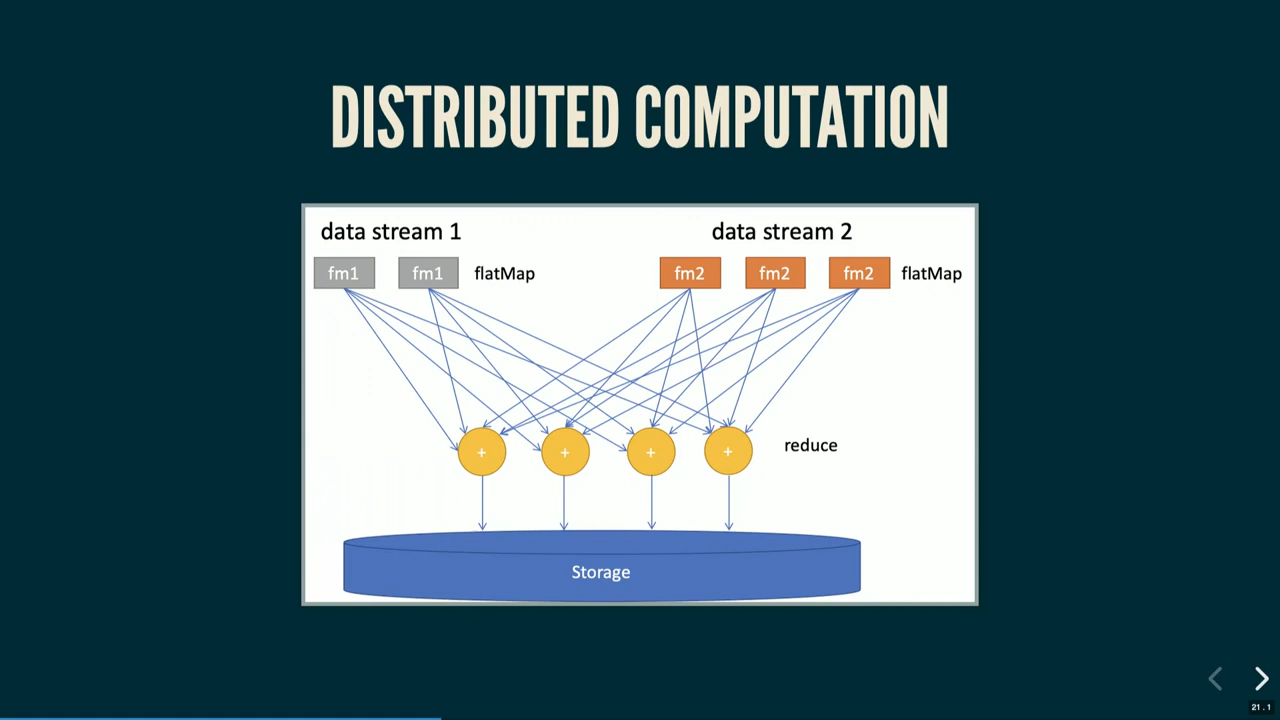 DISTRIBUTED COMPUTATION
data stream 1
data stream 2
fm1
fm1
flatMap
fm2
fm2
fm2
flatMap
+
+
+
+
reduce
Storage
21.1